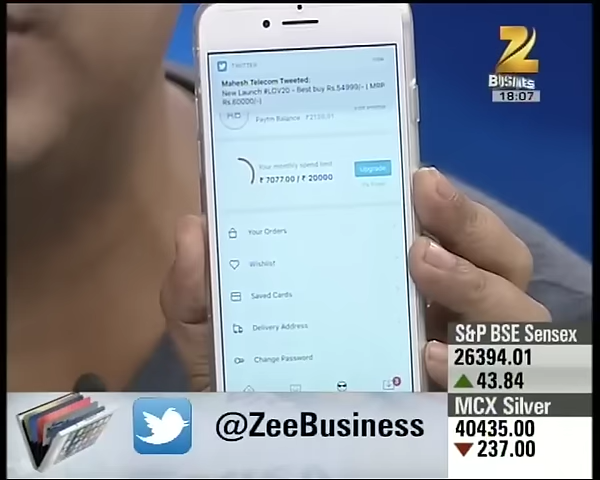 TWITTER
now
Mahesh Telecom Tweeted:
New Launch #LGV20 - Best buy Rs.54999/- | MRP
Rs.60000/-)
Paytm Balance
Your monthly spend limit
₹ 7077.00 / ₹ 20000
Upgrade
Your Orders
Wishlist
Saved Cards
Delivery Address
Change Password
Z
BUSINESS
18:07
S&P BSE Sensex
26394.01
43.84
MCX Silver
40435.00
237.00
@ZeeBusiness